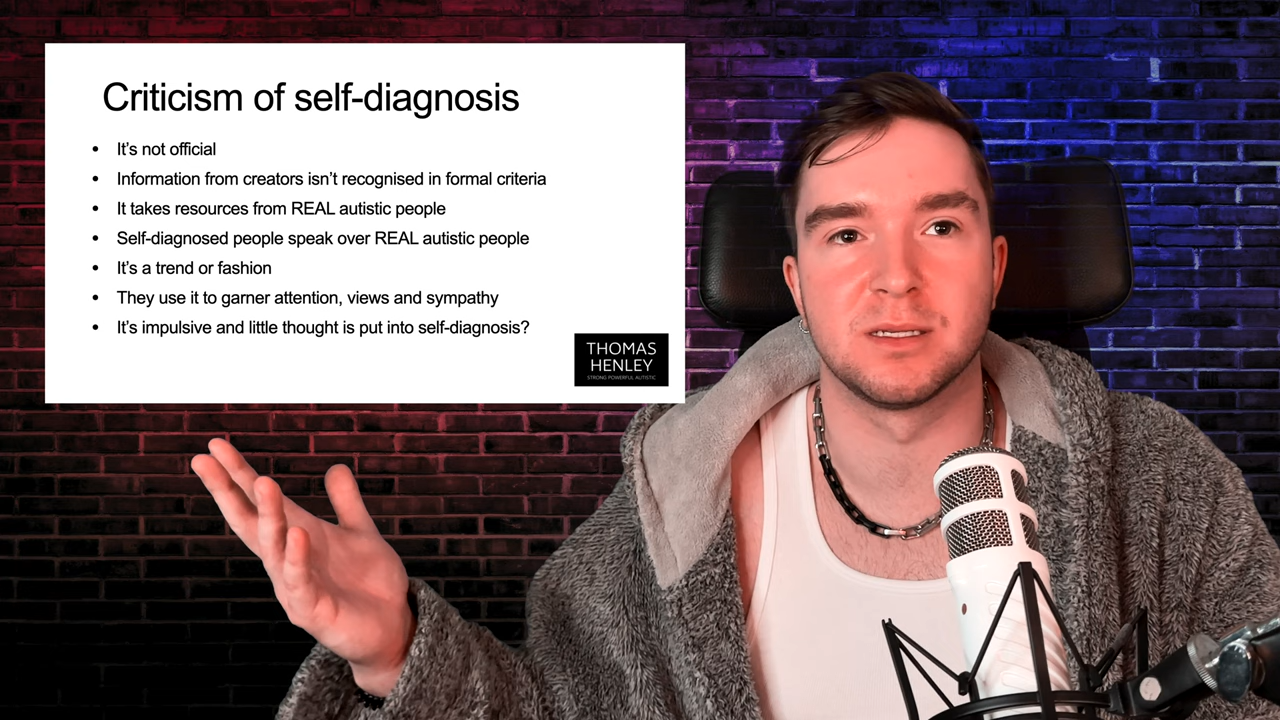 Criticism of self-diagnosis
• It's not official
• Information from creators isn't recognised in formal criteria
• It takes resources from REAL autistic people
• Self-diagnosed people speak over REAL autistic people
• It's a trend or fashion
• They use it to garner attention, views and sympathy
• It's impulsive and little thought is put into self-diagnosis?
THOMAS
HENLEY
STRONG POWERFUL AUTISTIC